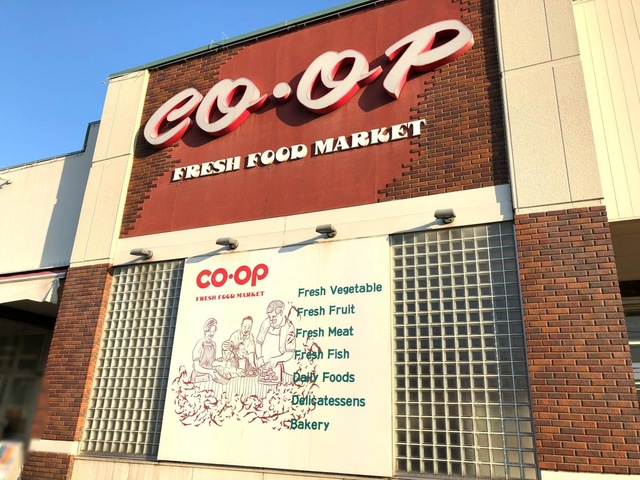 CO·OP
FRESH FOOD MARKET
CO·OP
FRESH FOOD MARKET
Fresh Vegetable
Fresh Fruit
Fresh Meat
Fresh Fish
Daily Foods
Delicatessens
Bakery